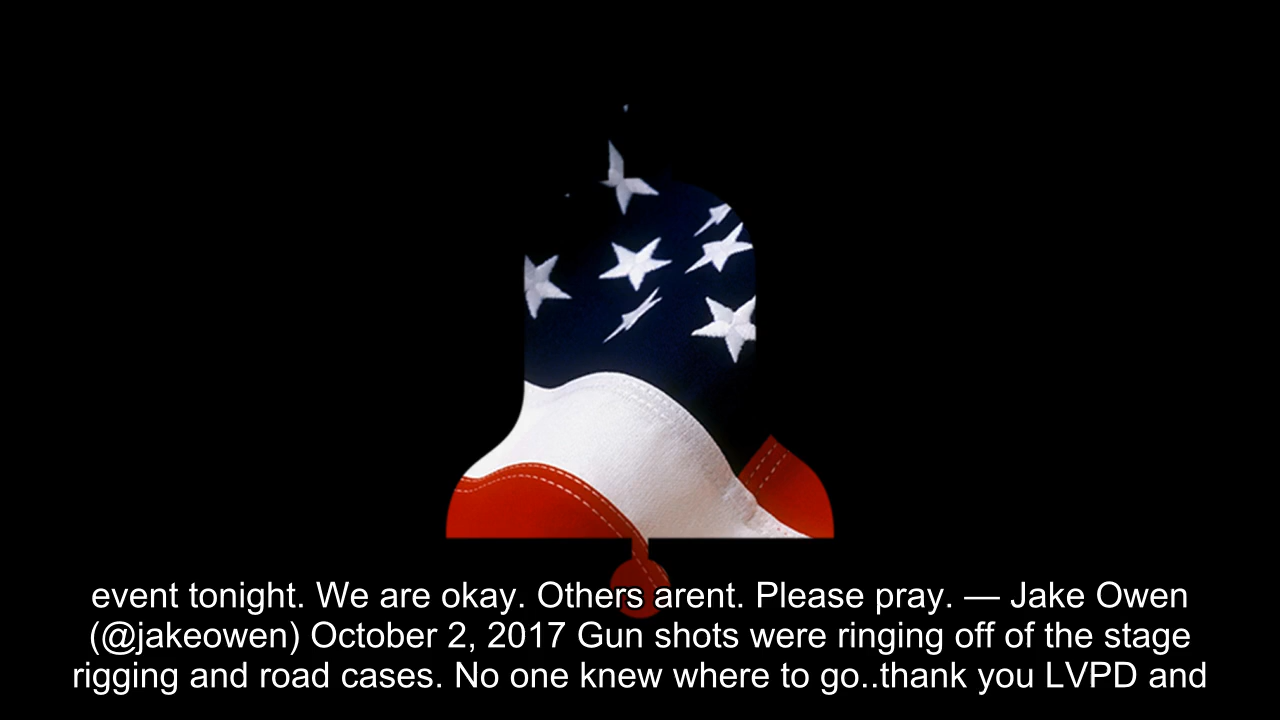 event tonight. We are okay. Others arent. Please pray. — Jake Owen
(@jakeowen) October 2, 2017 Gun shots were ringing off of the stage
rigging and road cases. No one knew where to go..thank you LVPD and